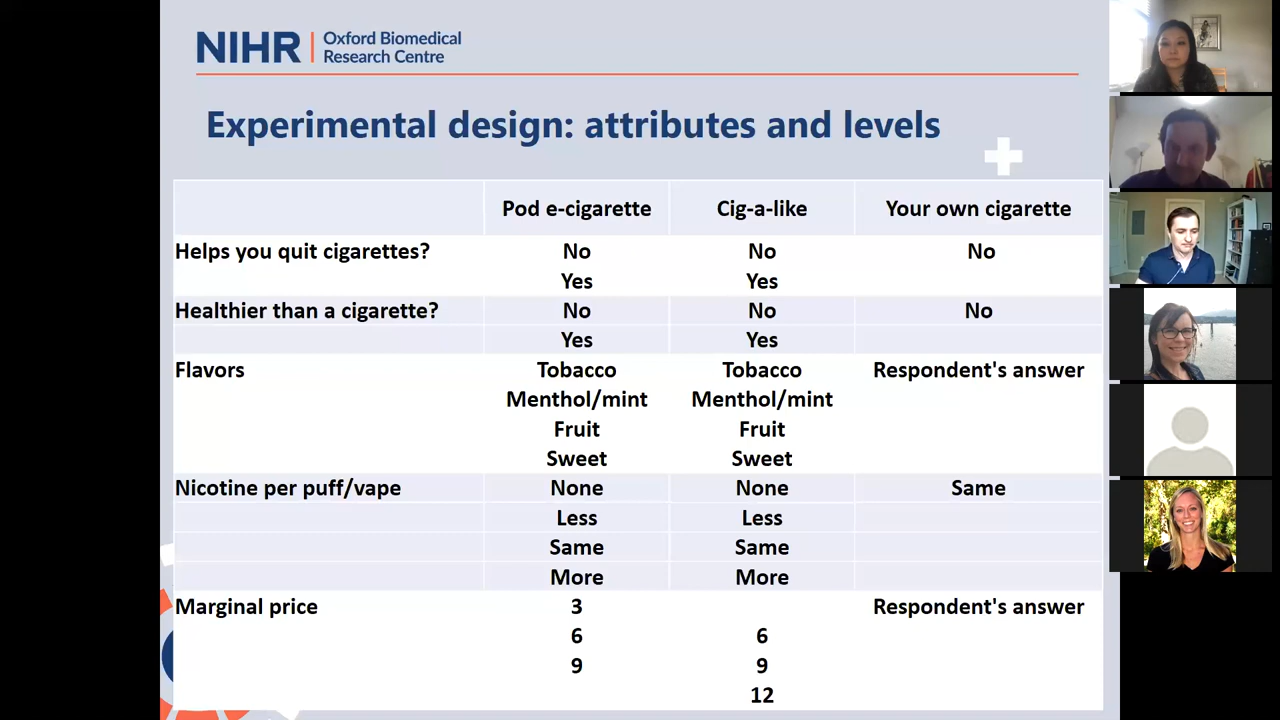 NIHR | Oxford Biomedical
Research Centre
Experimental design: attributes and levels
Pod e-cigarette Cig-a-like Your own cigarette
Helps you quit cigarettes? No No No
Yes Yes
Healthier than a cigarette? No No No
Yes Yes
Flavors Tobacco Tobacco Respondent's answer
Menthol/mint Menthol/mint
Fruit Fruit
Sweet Sweet
Nicotine per puff/vape None None Same
Less Less
Same Same
More More
Marginal price 3 Respondent's answer
6 6
9 9
12